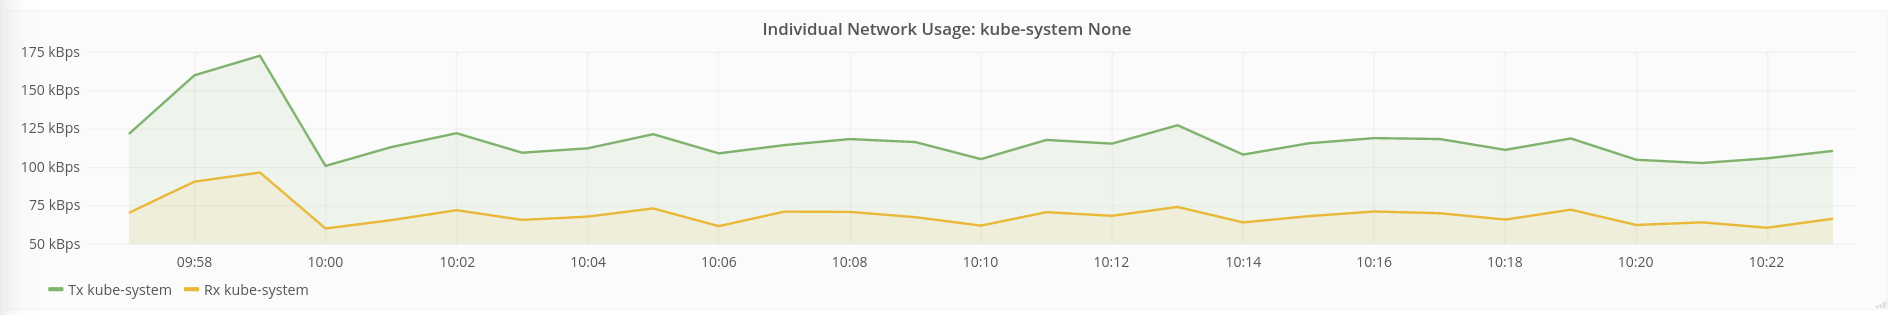 Individual Network Usage: kube-system None
175 kBps
150 kBps
125 kBps
100 kBps
75 kBps
50 kBps
09:58 10:00 10:02 10:04 10:06 10:08 10:10 10:12 10:14 10:16 10:18 10:20 10:22
Tx kube-system Rx kube-system